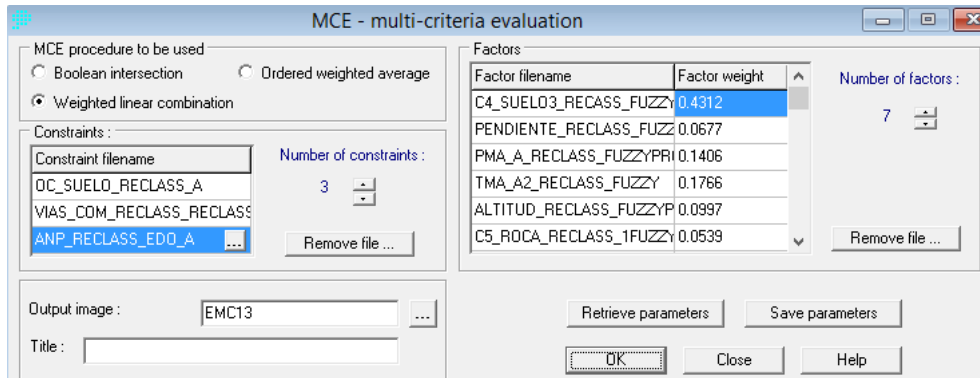 MCE - multi-criteria evaluation
MCE procedure to be used
Boolean intersection
Ordered weighted average
Weighted linear combination
Constraints :
Constraint filename
OC_SUELO_RECLASS_A
VIAS_COM_RECLASS_RECLASS
ANP_RECLASS_EDO_A
...
Number of constraints :
3
Remove file ...
Factors
Factor filename
Factor weight
C4_SUELO3_RECASS_FUZZY
0.4312
PENDIENTE_RECLASS_FUZZ
0.0677
PMA_A_RECLASS_FUZZYPR
0.1406
TMA_A2_RECLASS_FUZZY
0.1766
ALTITUD_RECLASS_FUZZYP
0.0997
C5_ROCA_RECLASS_1FUZZY
0.0539
Number of factors :
7
Remove file ...
Output image :
EMC13
...
Title :
Retrieve parameters
Save parameters
OK
Close
Help